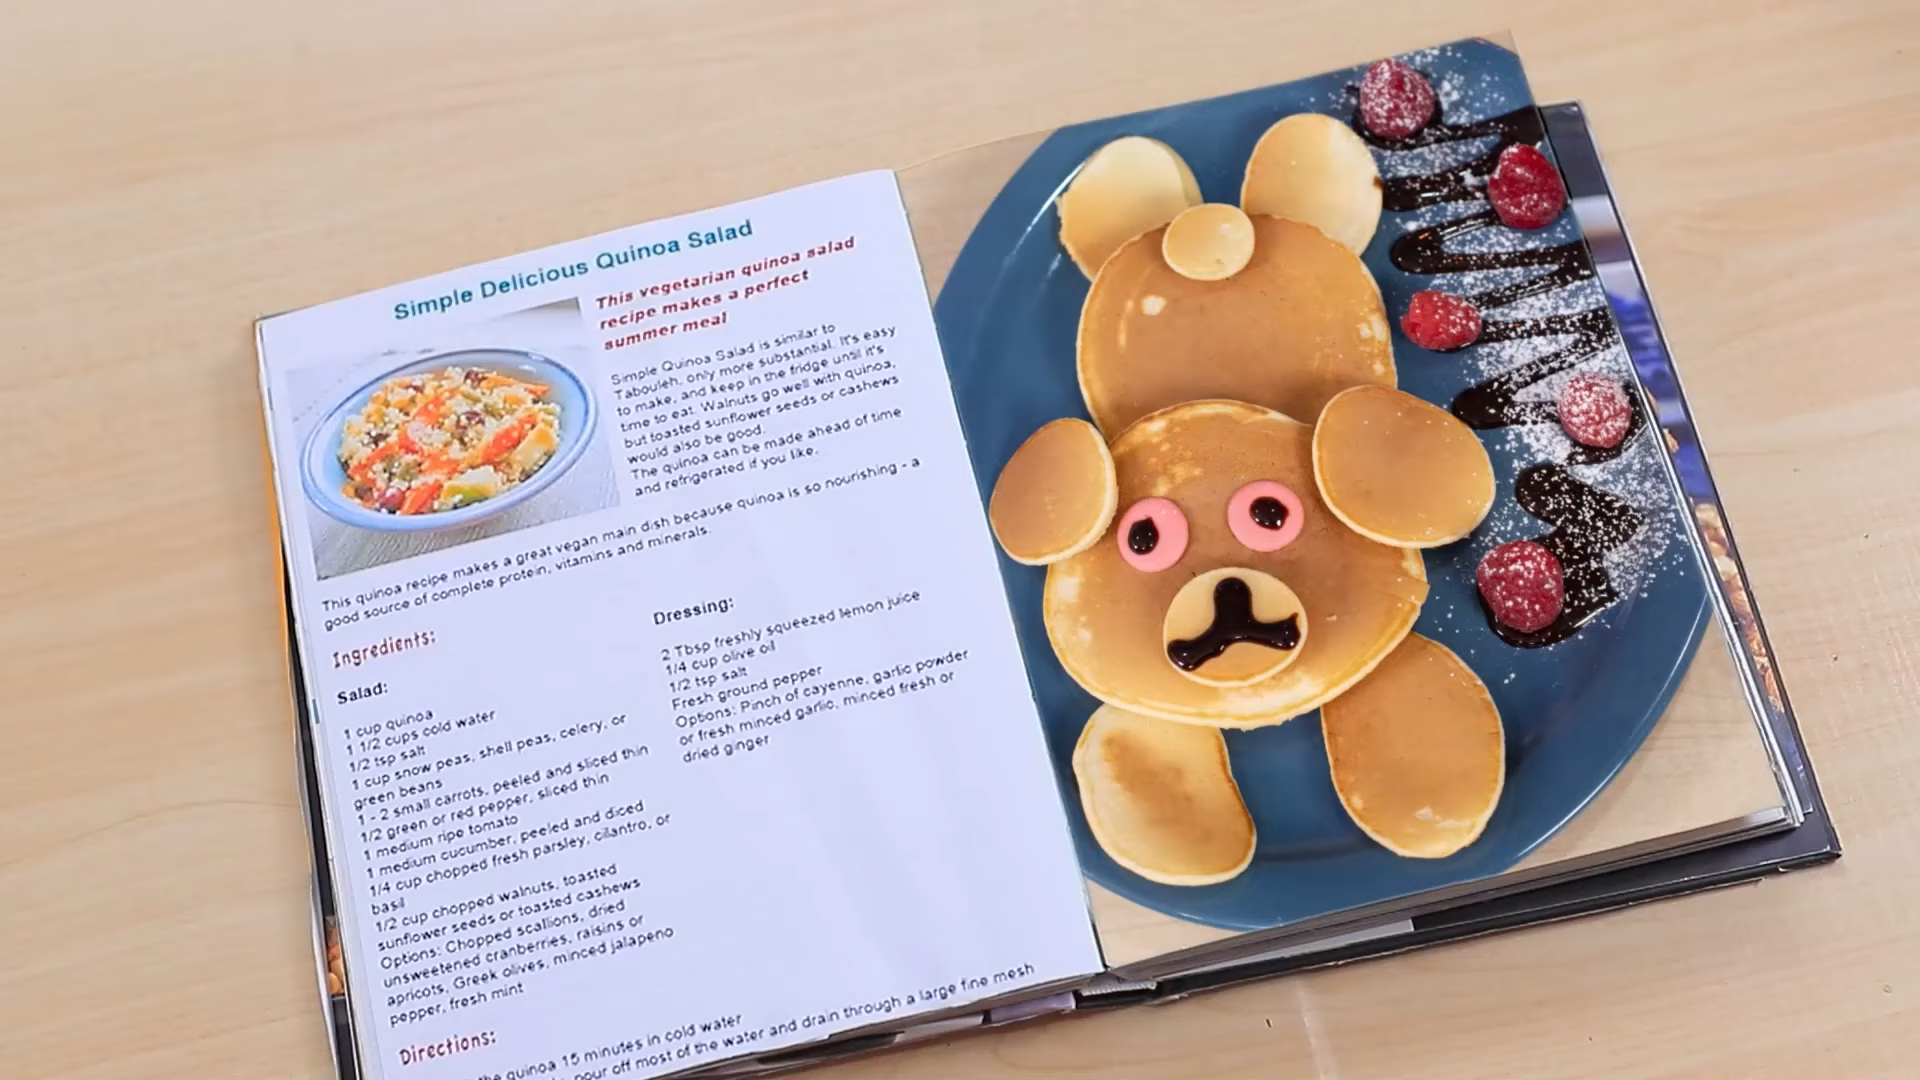 Simple Delicious Quinoa Salad
This vegetarian quinoa salad
recipe makes a perfect
summer meal
Simple Quinoa Salad is similar to
Tabouleh, only more substantial. It's easy
to make, and keep in the fridge until it's
time to eat. Walnuts go well with quinoa,
but toasted sunflower seeds or cashews
would also be good.
The quinoa can be made ahead of time
and refrigerated if you like.
This quinoa recipe makes a great vegan main dish because quinoa is so nourishing - a
good source of complete protein, vitamins and minerals.
Ingredients:
Salad:
1 cup quinoa
1 1/2 cups cold water
1/2 tsp salt
1 cup snow peas, shell peas, celery, or
green beans
1 - 2 small carrots, peeled and sliced thin
1/2 green or red pepper, sliced thin
1 medium ripe tomato
1 medium cucumber, peeled and diced
1/4 cup chopped fresh parsley, cilantro, or
basil
1/2 cup chopped walnuts, toasted
sunflower seeds or toasted cashews
Options: Chopped scallions, dried
unsweetened cranberries, raisins or
apricots, Greek olives, minced jalapeno
pepper, fresh mint
Dressing:
2 Tbsp freshly squeezed lemon juice
1/4 cup olive oil
1/2 tsp salt
Fresh ground pepper
Options: Pinch of cayenne, garlic powder
or fresh minced garlic, minced fresh or
dried ginger
Directions:
the quinoa 15 minutes in cold water
pour off most of the water and drain through a large fine mesh